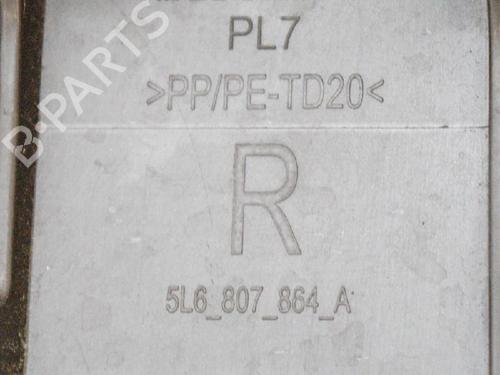 PL7
>PP/PE-TD20<
R
5L6_807_864_A
B-PARTS